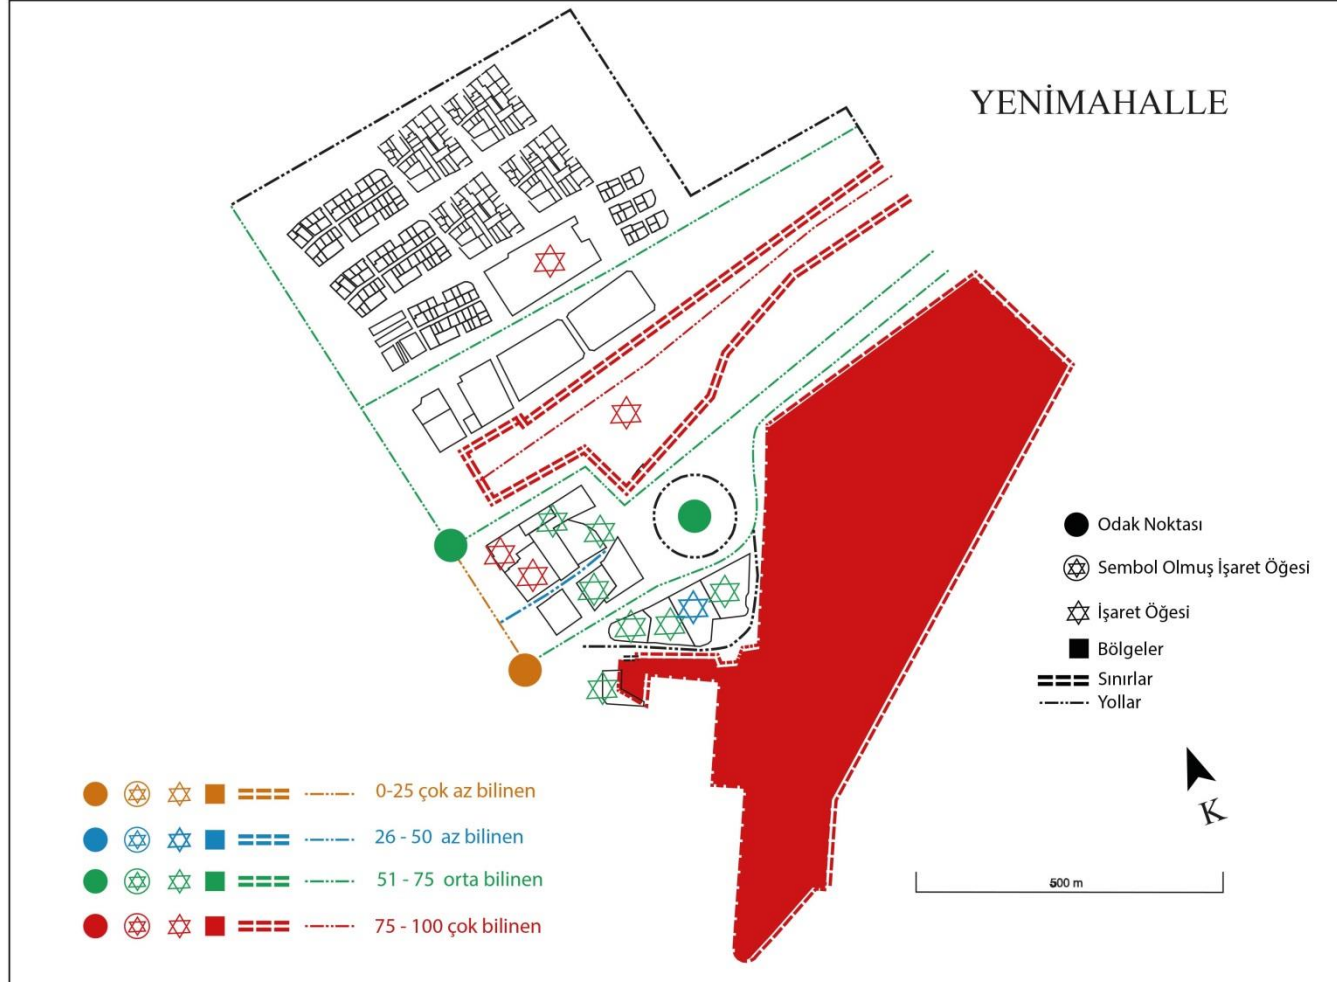 YENİMAHALLE
Odak Noktası
Sembol Olmuş İşaret Öğesi
İşaret Öğesi
Bölgeler
Sınırlar
Yollar
K
500 m
0-25 çok az bilinen
26 - 50 az bilinen
51 - 75 orta bilinen
75 - 100 çok bilinen